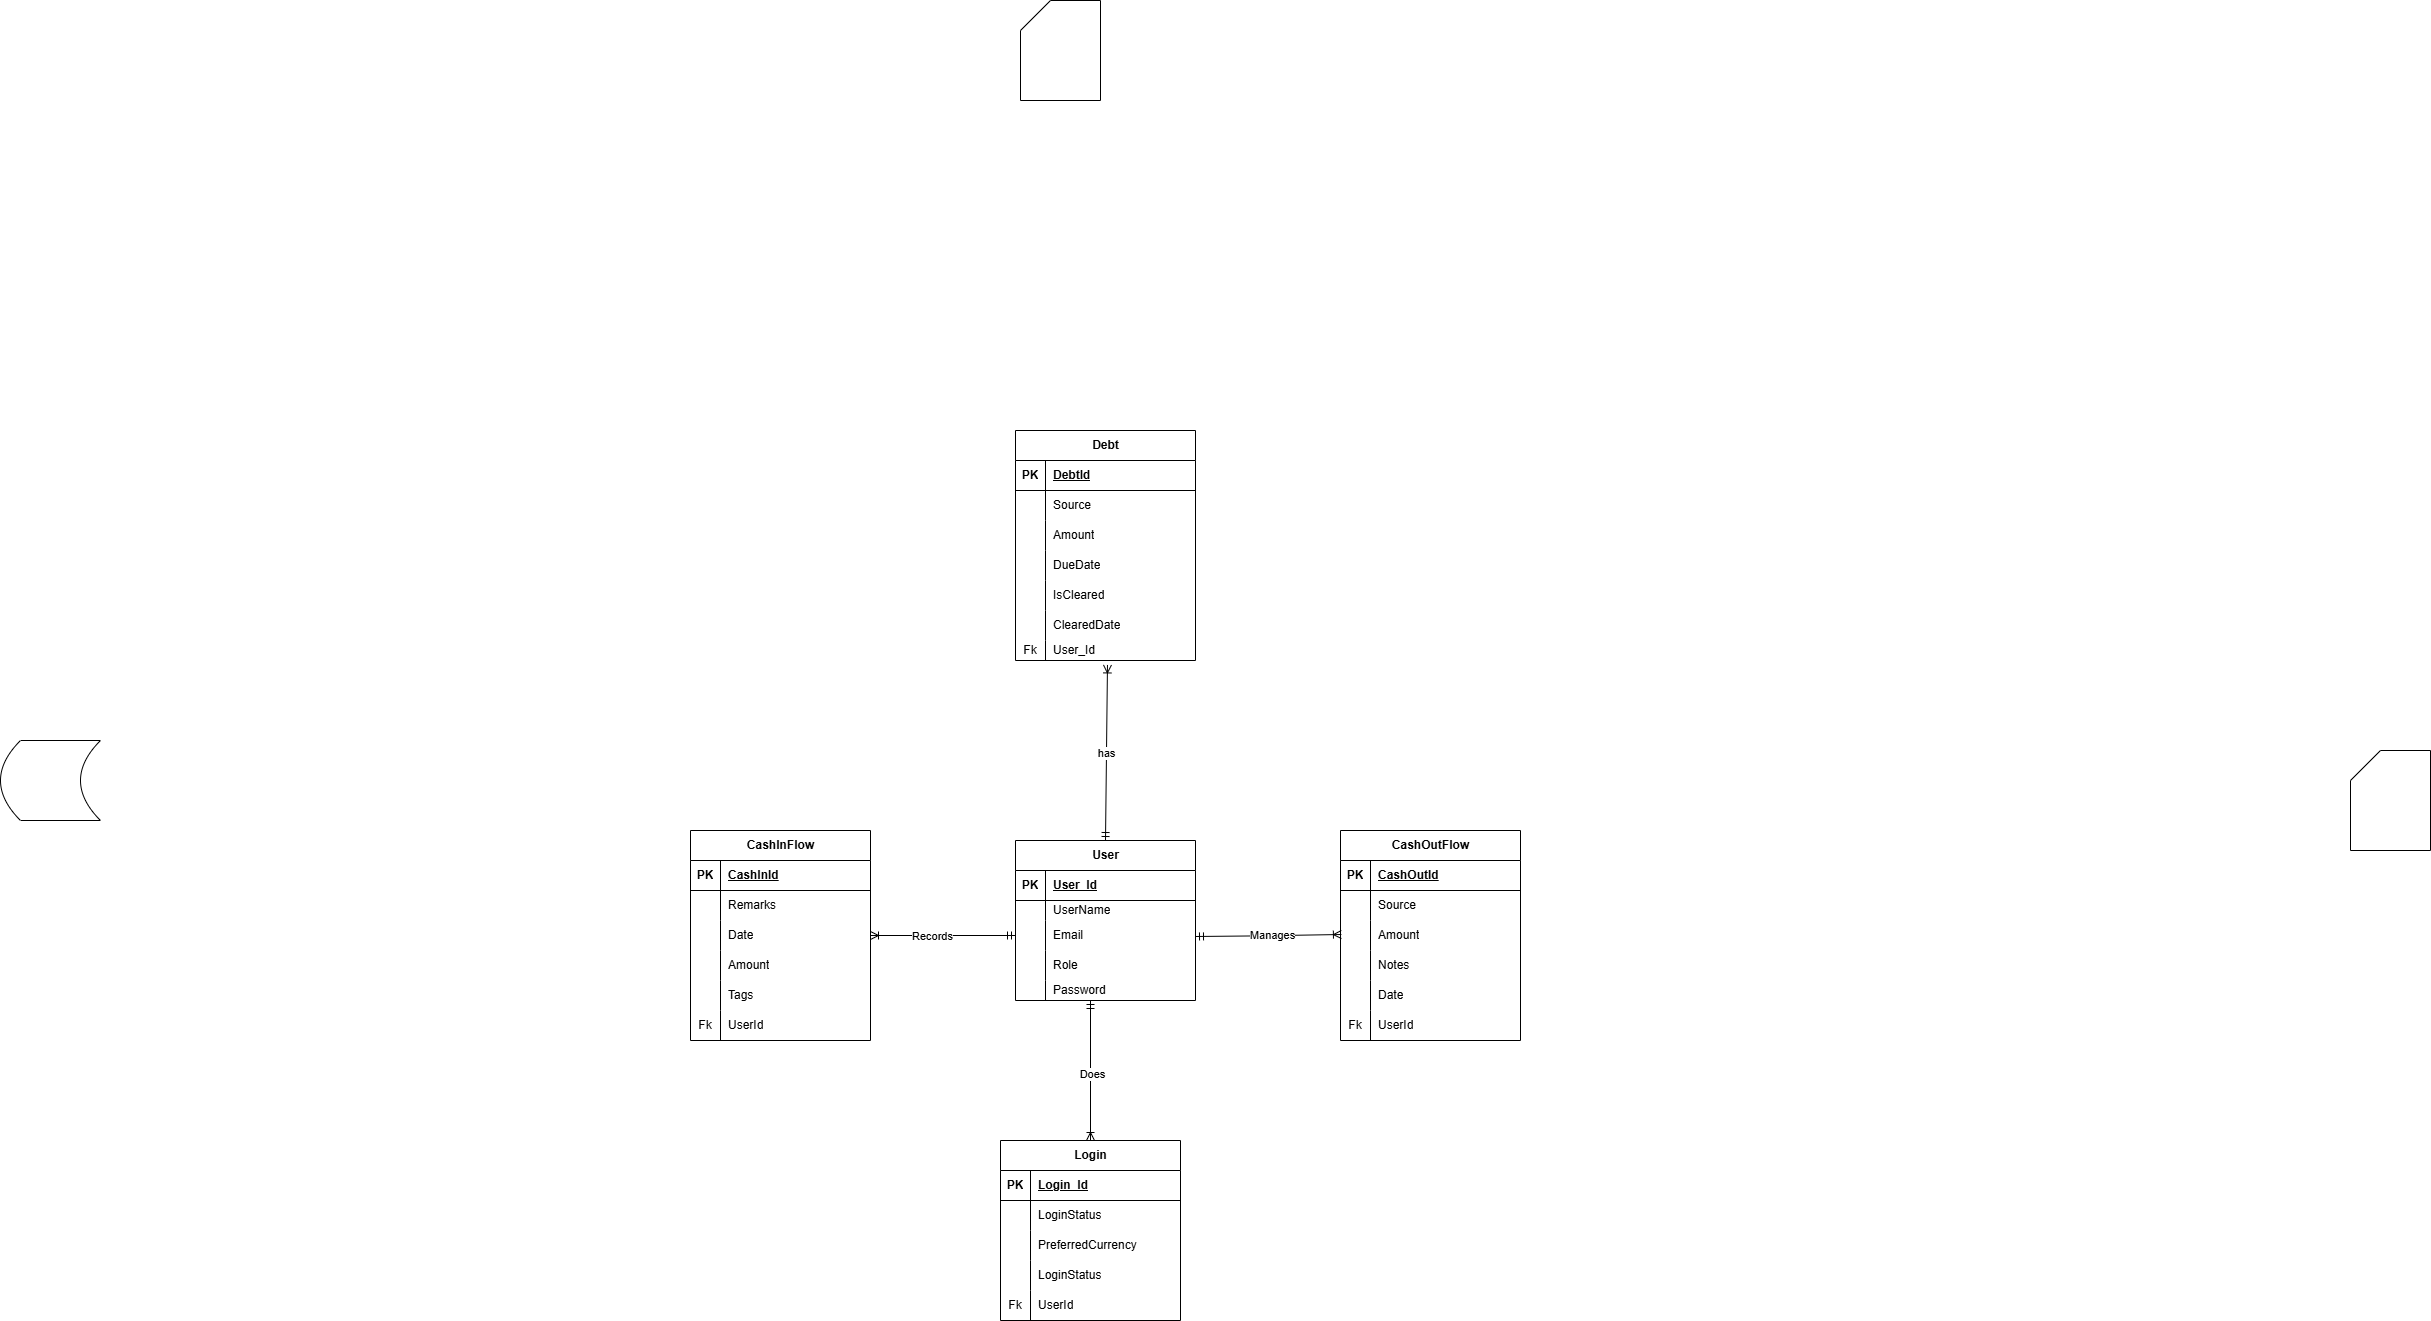 Debt
PK DebtId
Source
Amount
DueDate
IsCleared
ClearedDate
Fk User_Id
has
CashInFlow
PK CashInId
Remarks
Date
Amount
Tags
Fk UserId
Records
User
PK User_Id
UserName
Email
Role
Password
Manages
CashOutFlow
PK CashOutId
Source
Amount
Notes
Date
Fk UserId
Does
Login
PK Login_Id
LoginStatus
PreferredCurrency
LoginStatus
Fk UserId